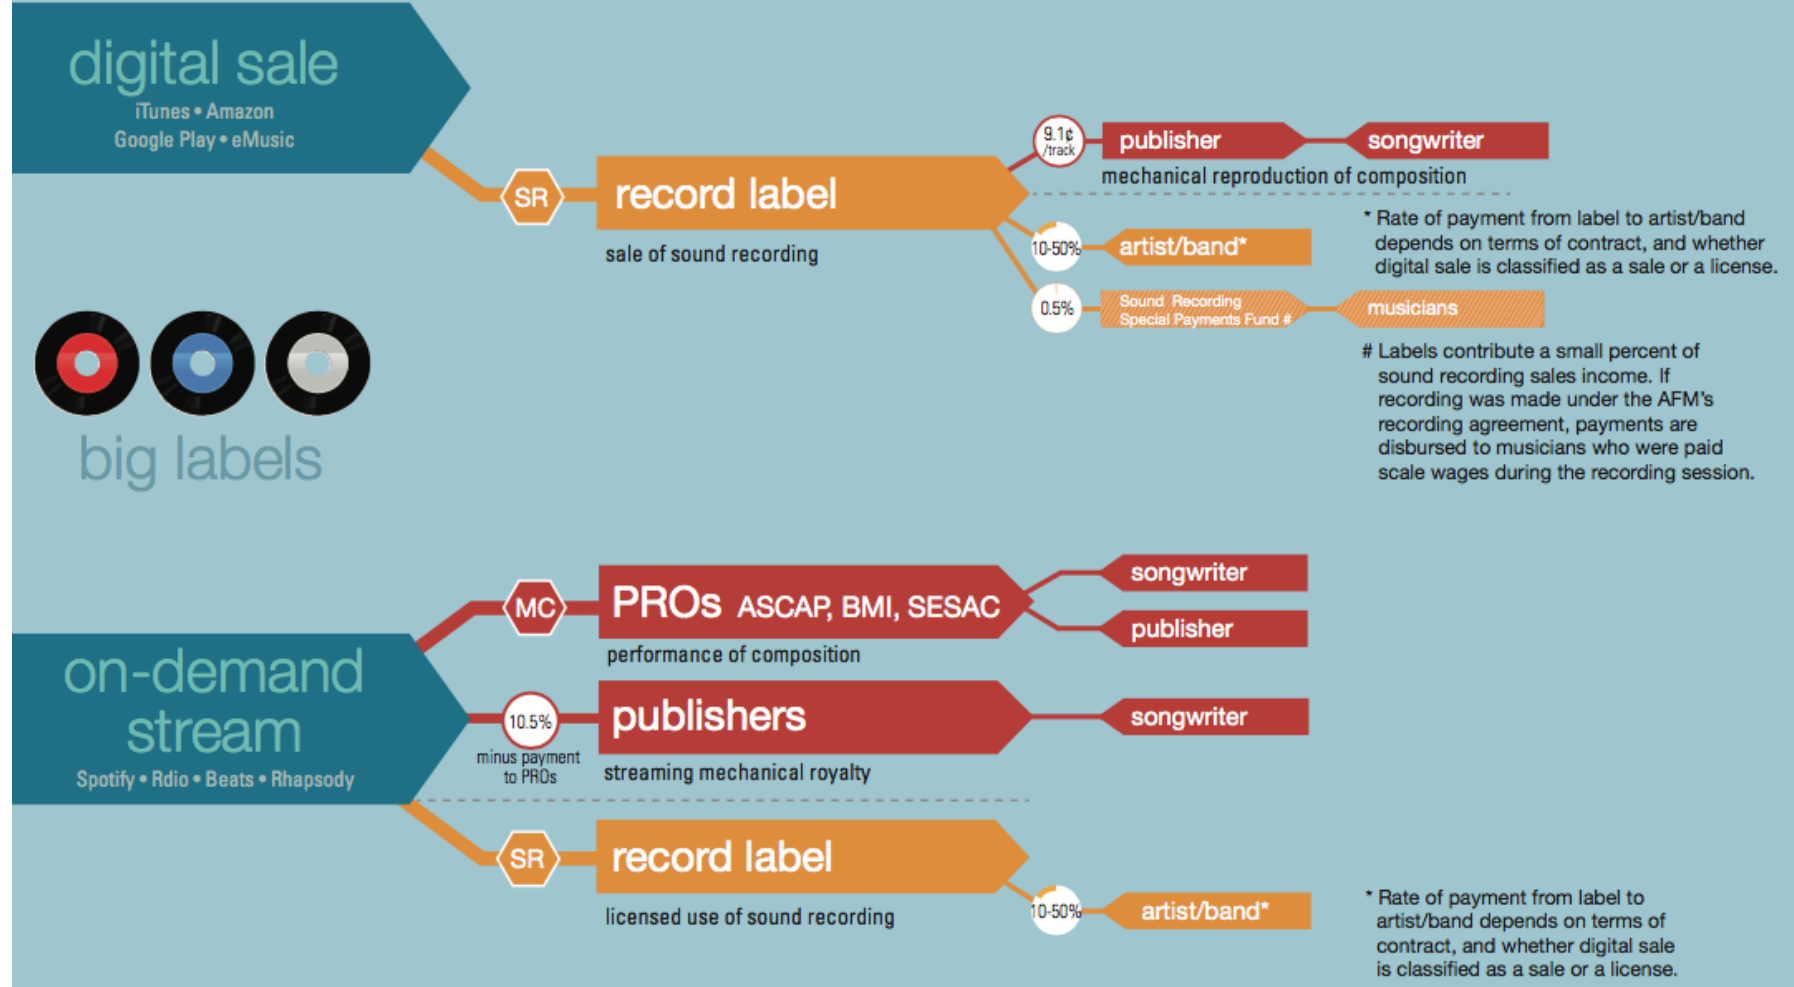 digital sale
iTunes • Amazon
Google Play • eMusic
SR
record label
sale of sound recording
9.1¢
/track
publisher
songwriter
mechanical reproduction of composition
10-50%
artist/band*
* Rate of payment from label to artist/band
depends on terms of contract, and whether
digital sale is classified as a sale or a license.
0.5%
Sound Recording
Special Payments Fund #
musicians
# Labels contribute a small percent of
sound recording sales income. If
recording was made under the AFM's
recording agreement, payments are
disbursed to musicians who were paid
scale wages during the recording session.
big labels
on-demand
stream
Spotify • Rdio • Beats • Rhapsody
MC
PROs ASCAP, BMI, SESAC
performance of composition
songwriter
publisher
10.5%
minus payment
to PROs
publishers
streaming mechanical royalty
songwriter
SR
record label
licensed use of sound recording
10-50%
artist/band*
* Rate of payment from label to
artist/band depends on terms of
contract, and whether digital sale
is classified as a sale or a license.